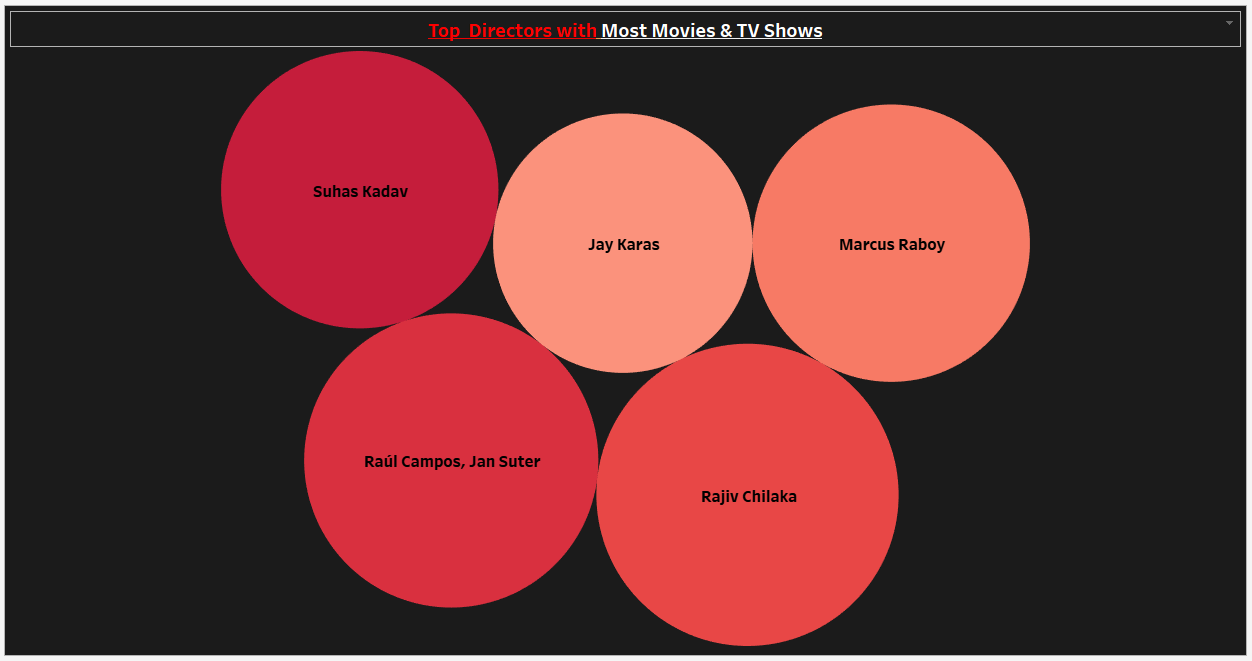 Top  Directors with Most Movies & TV Shows
Suhas Kadav
Jay Karas
Marcus Raboy
Raúl Campos, Jan Suter
Rajiv Chilaka